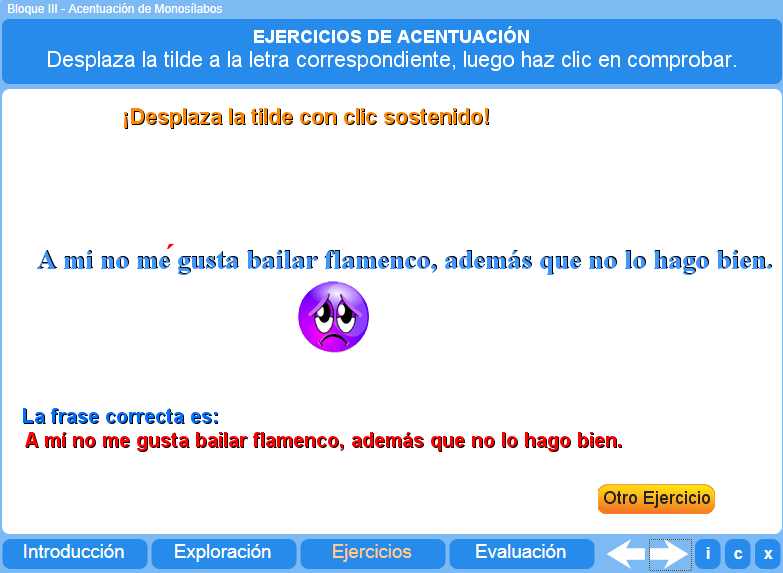 Bloque III - Acentuación de Monosílabos
EJERCICIOS DE ACENTUACIÓN
Desplaza la tilde a la letra correspondiente, luego haz clic en comprobar.
¡Desplaza la tilde con clic sostenido!
A mi no mé gusta bailar flamenco, además que no lo hago bien.
La frase correcta es:
A mí no me gusta bailar flamenco, además que no lo hago bien.
Otro Ejercicio
Introducción Exploración Ejercicios Evaluación i c x